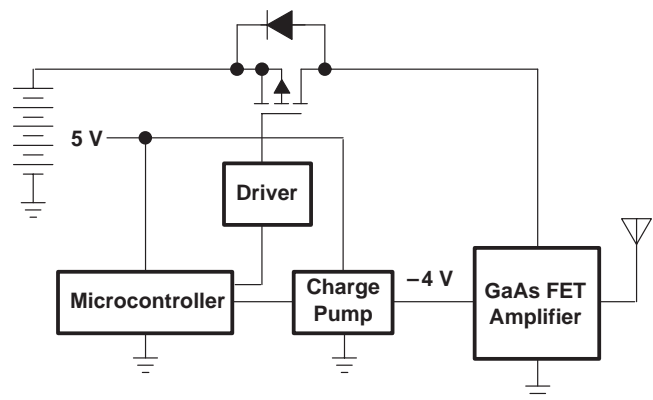 5 V
Driver
Microcontroller
Charge
Pump
−4 V
GaAs FET
Amplifier